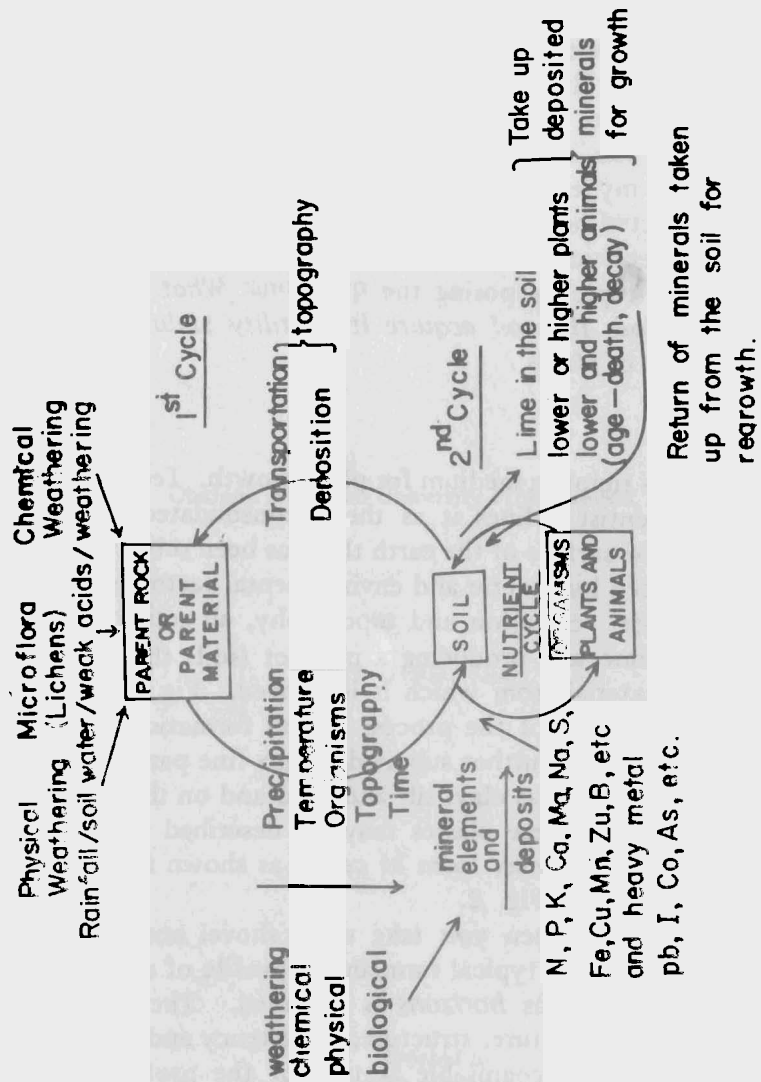 Physical Microflora Chemical
Weathering (Lichens) Weathering
Rainfall/soil water/weak acids/weathering
PARENT ROCK
OR
PARENT
MATERIAL
1st Cycle
weathering
chemical
physical
biological
Precipitation
Temperature
Organisms
Topography
Time
Transportation
Deposition
topography
mineral
elements
and
deposits
SOIL
NUTRIENT
CYCLE
ORGANISMS
PLANTS AND
ANIMALS
2nd Cycle
Lime in the soil
lower or higher plants
lower and higher animals
(age-death, decay)
Take up
deposited
minerals
for growth
N, P, K, Ca, Ma, Na, S,
Fe,Cu,Mn,Zu,B, etc
and heavy metal
pb, I, Co, As, etc.
Return of minerals taken
up from the soil for
regrowth.